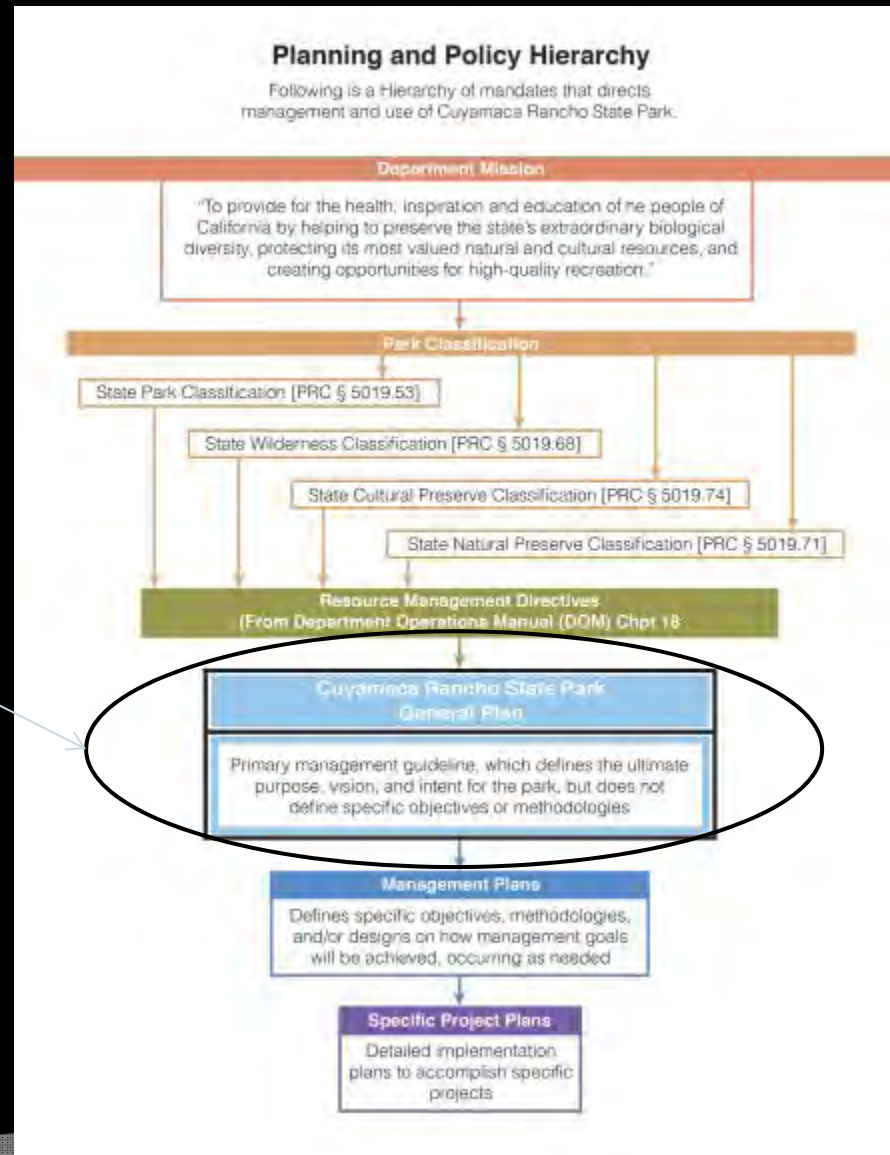 Planning and Policy Hierarchy
Following is a Hierarchy of mandates that directs
management and use of Cuyamaca Rancho State Park.
Department Mission
"To provide for the health, inspiration and education of he people of
California by helping to preserve the state's extraordinary biological
diversity, protecting its most valued natural and cultural resources, and
creating opportunities for high-quality recreation."
Park Classification
State Park Classification [PRC § 5019.53]
State Wilderness Classification [PRC § 5019.68]
State Cultural Preserve Classification [PRC § 5019.74]
State Natural Preserve Classification [PRC § 5019.71]
Resource Management Directives
(From Department Operations Manual (DOM) Chpt 18
Cuyamaca Rancho State Park
General Plan
Primary management guideline, which defines the ultimate
purpose, vision, and intent for the park, but does not
define specific objectives or methodologies
Management Plans
Defines specific objectives, methodologies,
and/or designs on how management goals
will be achieved, occurring as needed
Specific Project Plans
Detailed implementation
plans to accomplish specific
projects